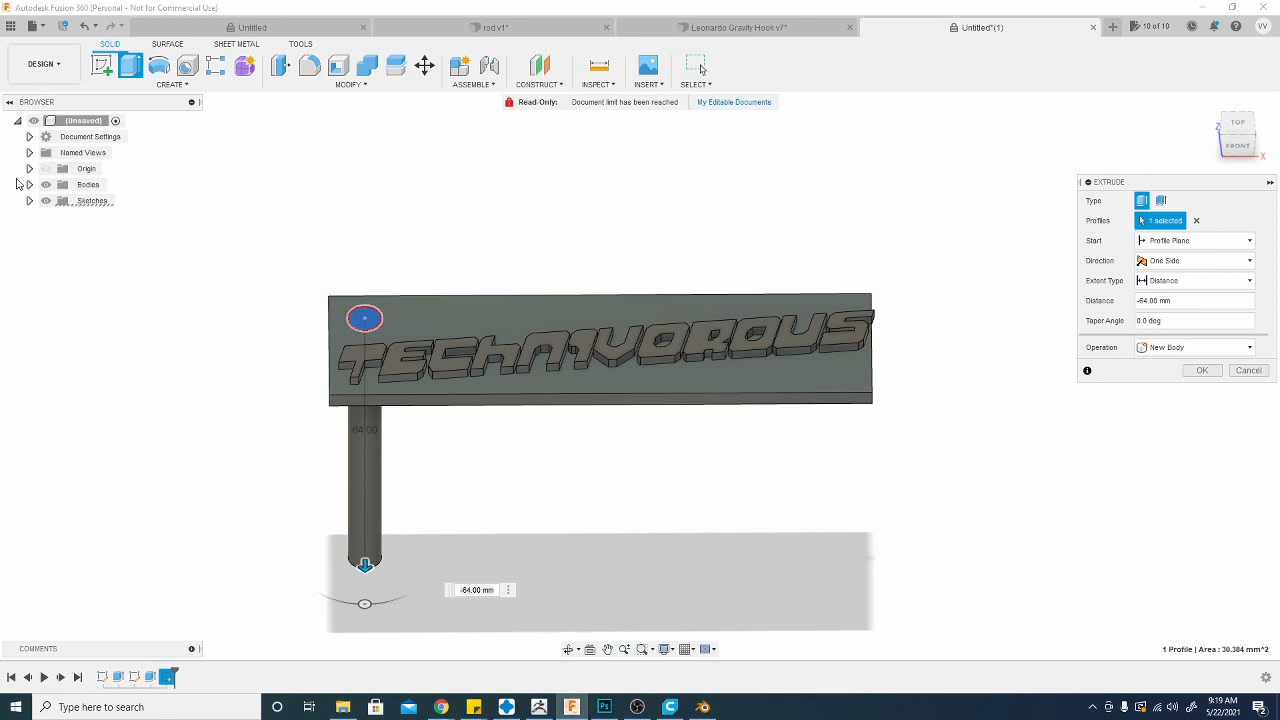 Autodesk Fusion 360 (Personal - Not for Commercial Use)
Untitled
rod v1*
Leonardo Gravity Hook v7*
Untitled*(1)
10 of 10
VV
DESIGN
SOLID
SURFACE
SHEET METAL
TOOLS
CREATE
MODIFY
ASSEMBLE
CONSTRUCT
INSPECT
INSERT
SELECT
BROWSER
Read-Only: Document limit has been reached My Editable Documents
(Unsaved)
Document Settings
Named Views
Origin
Bodies
Sketches
TOP
FRONT
Z
X
EXTRUDE
Type
Profiles 1 selected
Start Profile Plane
Direction One Side
Extent Type Distance
Distance -64.00 mm
Taper Angle 0.0 deg
Operation New Body
OK Cancel
TECHNIVOROUS
64.00
-64.00 mm
COMMENTS
1 Profile | Area : 30.384 mm^2
Type here to search
9:19 AM
5/22/2021
2